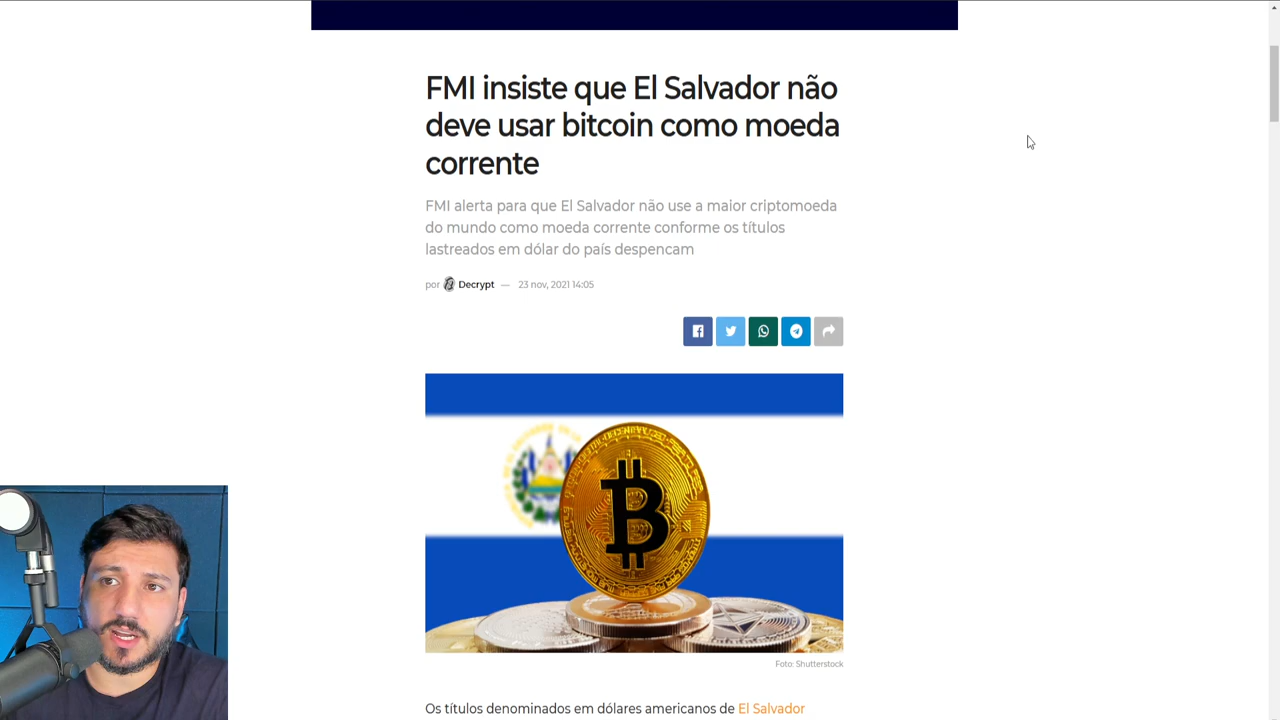 FMI insiste que El Salvador não
deve usar bitcoin como moeda
corrente
FMI alerta para que El Salvador não use a maior criptomoeda
do mundo como moeda corrente conforme os títulos
lastreados em dólar do país despencam
por Decrypt — 23 nov, 2021 14:05
Foto: Shutterstock
Os títulos denominados em dólares americanos de El Salvador